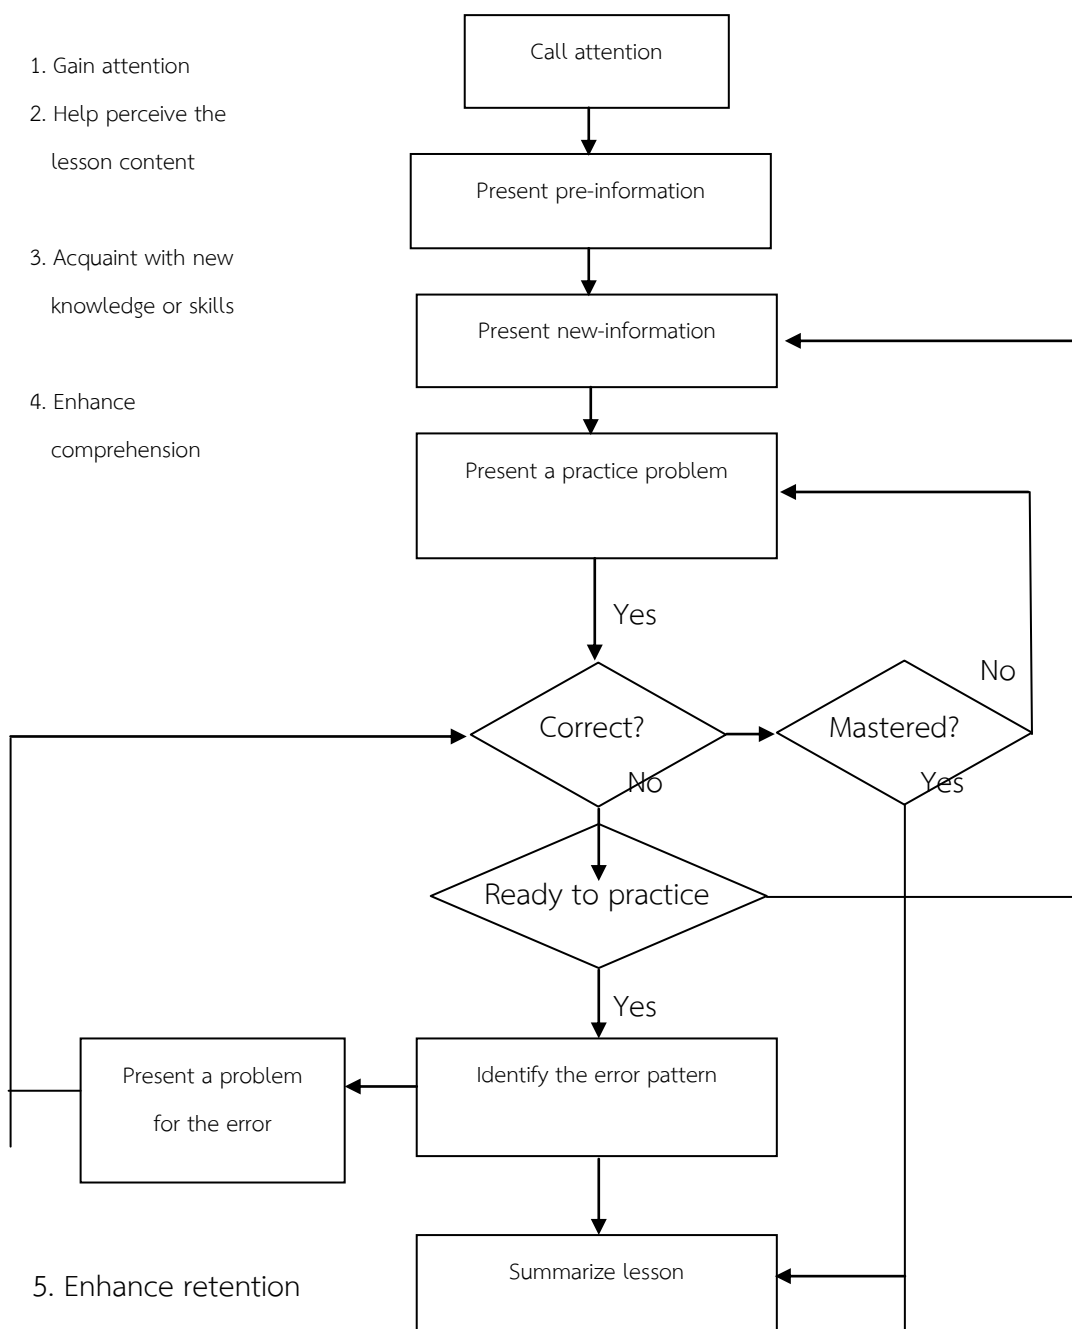 Call attention
1. Gain attention
2. Help perceive the
lesson content
Present pre-information
3. Acquaint with new
knowledge or skills
Present new-information
4. Enhance
comprehension
Present a practice problem
Yes
No
Correct?
Mastered?
No
Yes
Ready to practice
Yes
Present a problem
for the error
Identify the error pattern
Summarize lesson
5. Enhance retention